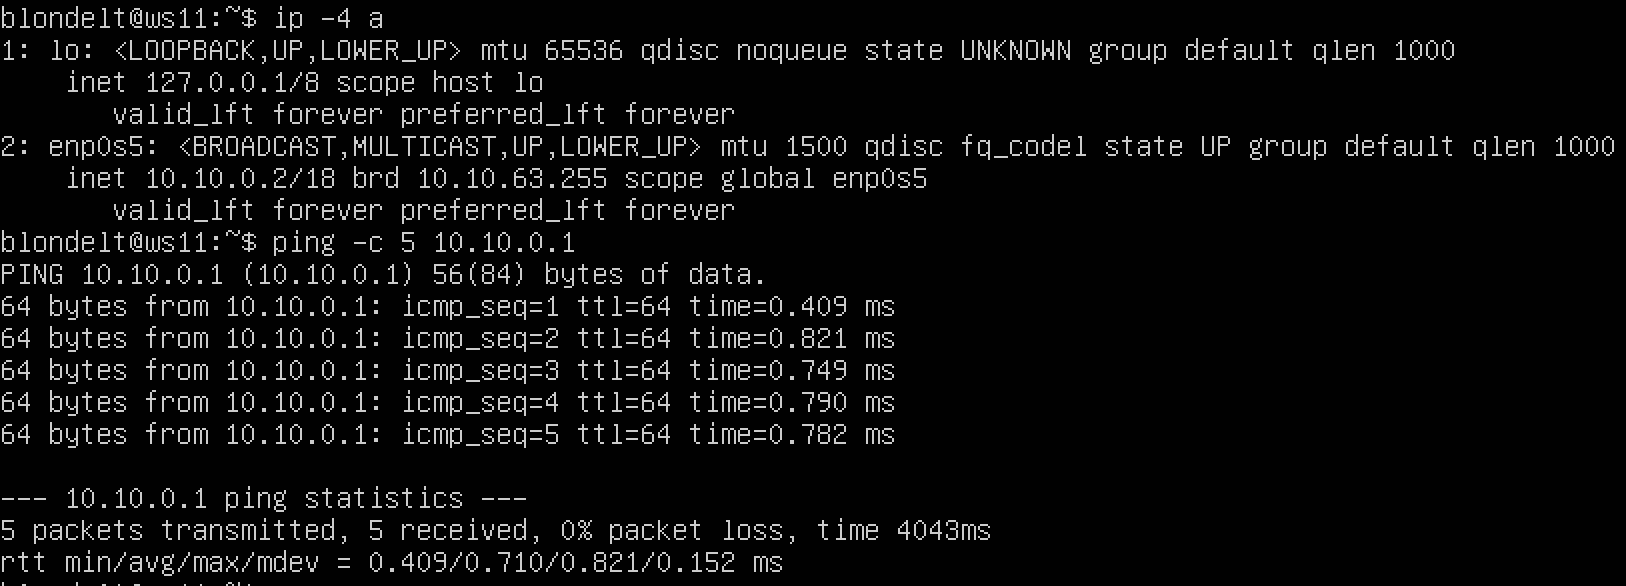 blondelt@ws11:~$ ip -4 a
1: lo: <LOOPBACK,UP,LOWER_UP> mtu 65536 qdisc noqueue state UNKNOWN group default qlen 1000
    inet 127.0.0.1/8 scope host lo
       valid_lft forever preferred_lft forever
2: enp0s5: <BROADCAST,MULTICAST,UP,LOWER_UP> mtu 1500 qdisc fq_codel state UP group default qlen 1000
    inet 10.10.0.2/18 brd 10.10.63.255 scope global enp0s5
       valid_lft forever preferred_lft forever
blondelt@ws11:~$ ping -c 5 10.10.0.1
PING 10.10.0.1 (10.10.0.1) 56(84) bytes of data.
64 bytes from 10.10.0.1: icmp_seq=1 ttl=64 time=0.409 ms
64 bytes from 10.10.0.1: icmp_seq=2 ttl=64 time=0.821 ms
64 bytes from 10.10.0.1: icmp_seq=3 ttl=64 time=0.749 ms
64 bytes from 10.10.0.1: icmp_seq=4 ttl=64 time=0.790 ms
64 bytes from 10.10.0.1: icmp_seq=5 ttl=64 time=0.782 ms

--- 10.10.0.1 ping statistics ---
5 packets transmitted, 5 received, 0% packet loss, time 4043ms
rtt min/avg/max/mdev = 0.409/0.710/0.821/0.152 ms